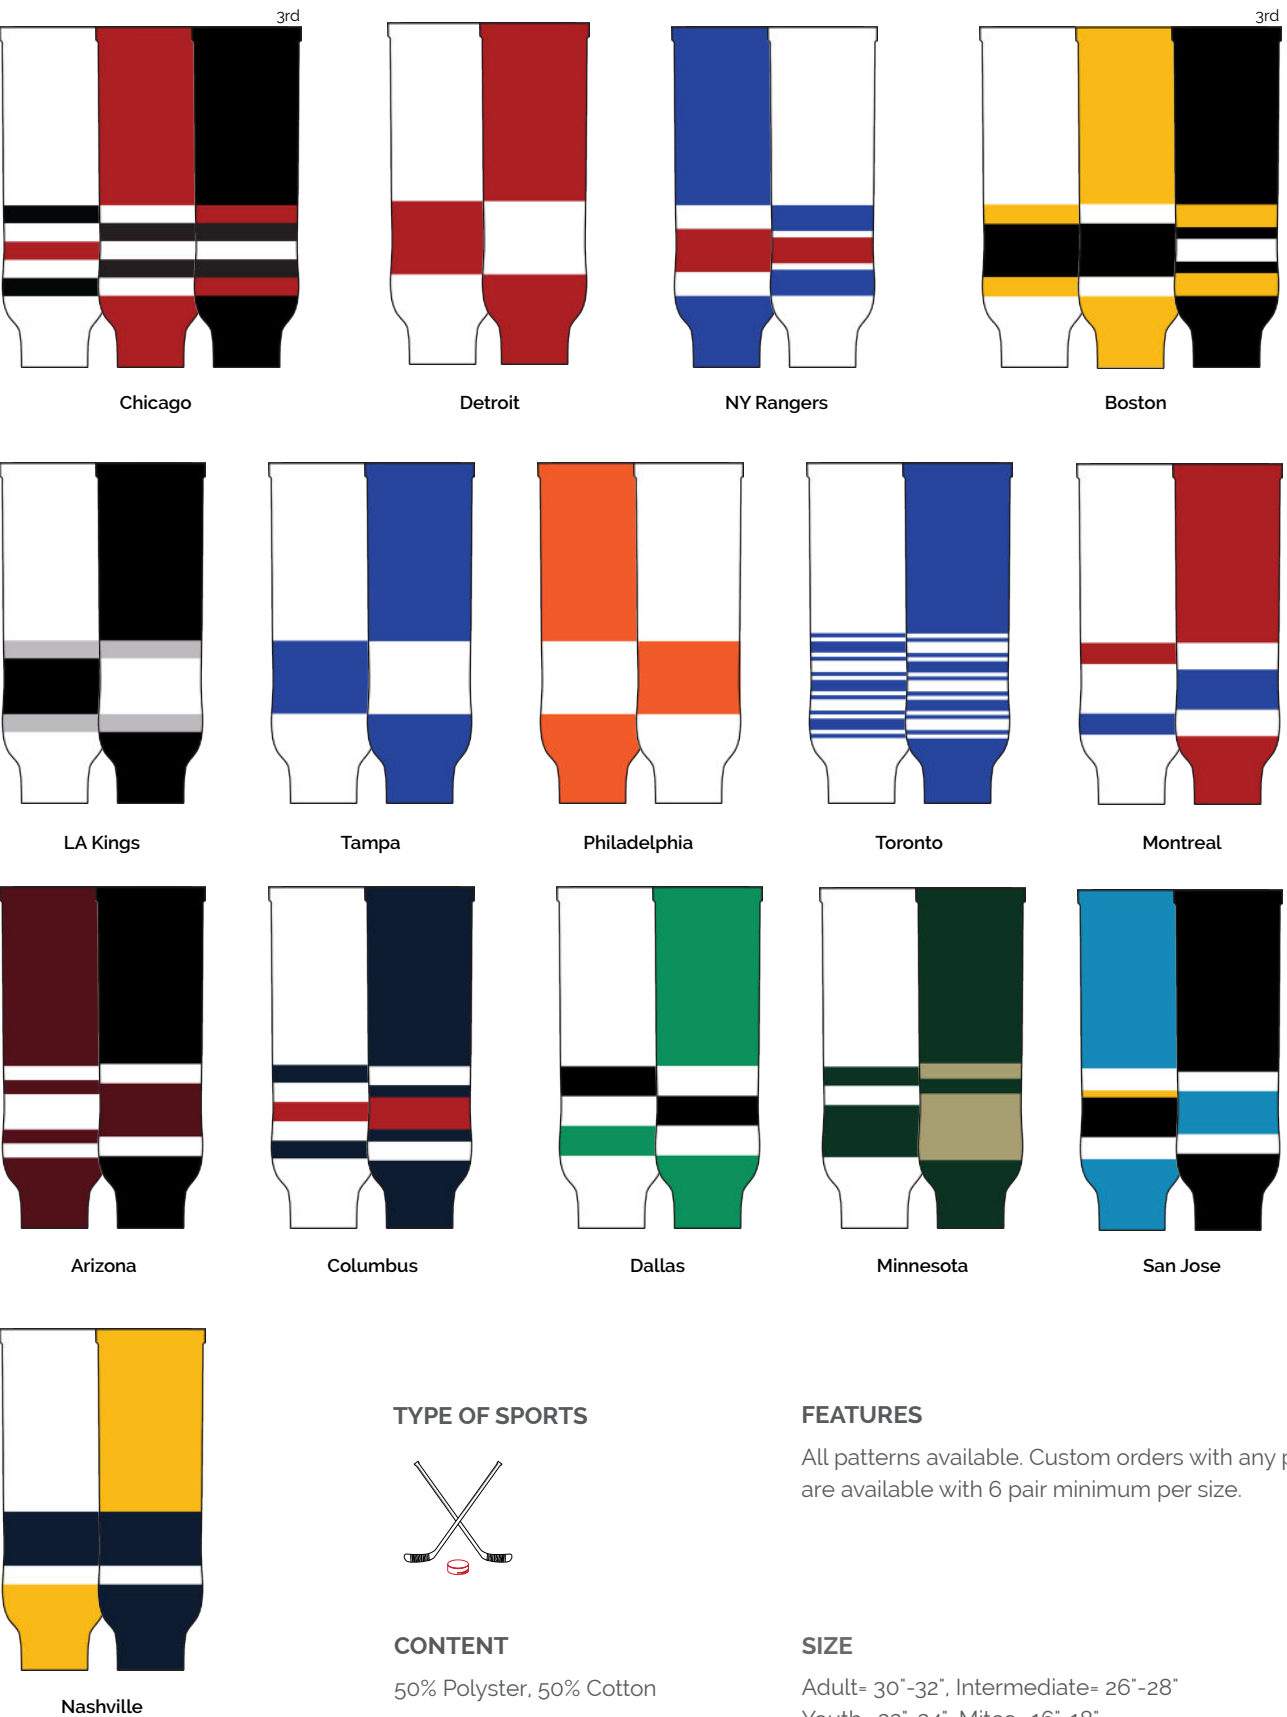 3rd
3rd
Chicago
Detroit
NY Rangers
Boston
LA Kings
Tampa
Philadelphia
Toronto
Montreal
Arizona
Columbus
Dallas
Minnesota
San Jose
Nashville
TYPE OF SPORTS
FEATURES
All patterns available. Custom orders with any
are available with 6 pair minimum per size.
CONTENT
50% Polyster, 50% Cotton
SIZE
Adult= 30"-32", Intermediate= 26"-28"